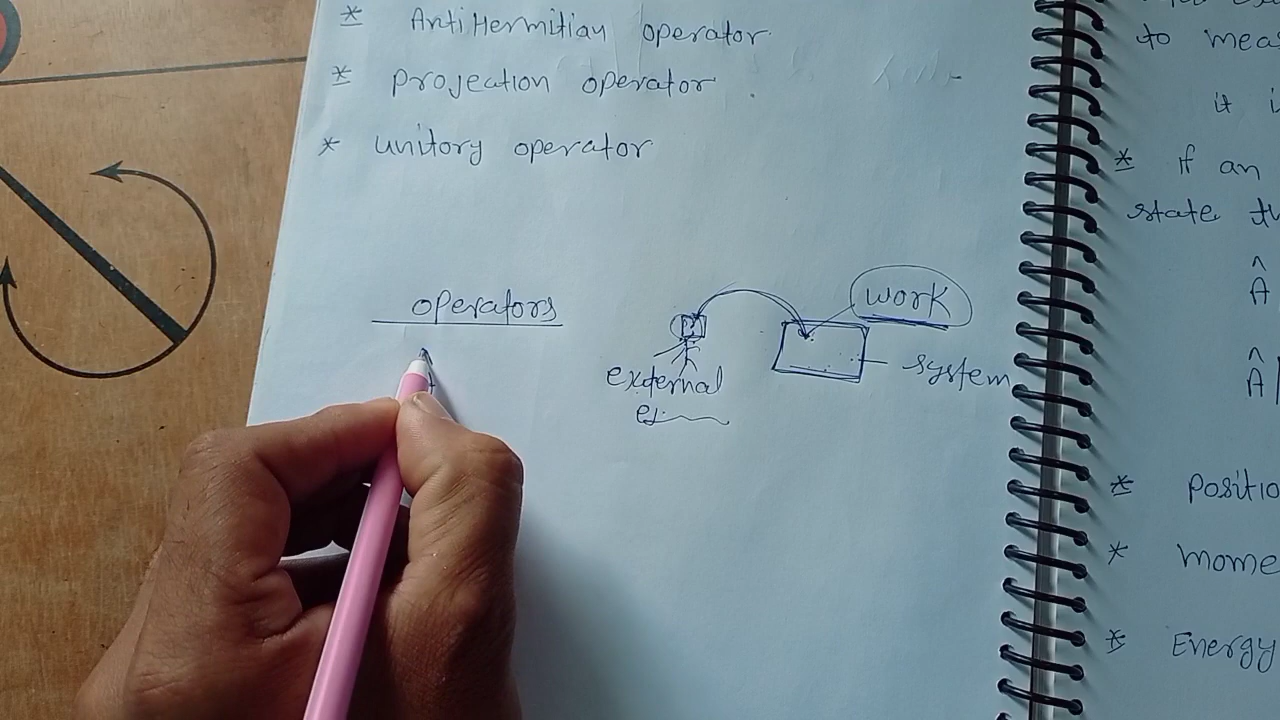 * AntiHermitian operator.
* Projection operator.
* unitory operator
operators
work
external
system
to mea
it i
* if an
state th
Â
Â|
* Positio
* mome
* Energy